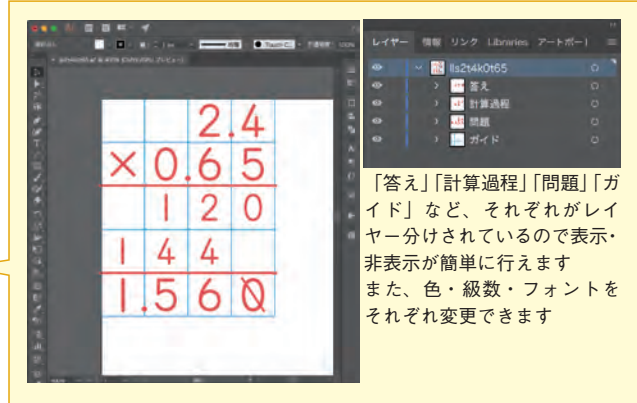 レイヤー 情報 リンク Libraries アートボー
lls2t4k0t65
答え
計算過程
問題
ガイド
2.4
×0.65
120
144
1.560
「答え」「計算過程」「問題」「ガ
イド」など、それぞれがレイ
ヤー分けされているので表示・
非表示が簡単に行えます
また、色・級数・フォントを
それぞれ変更できます